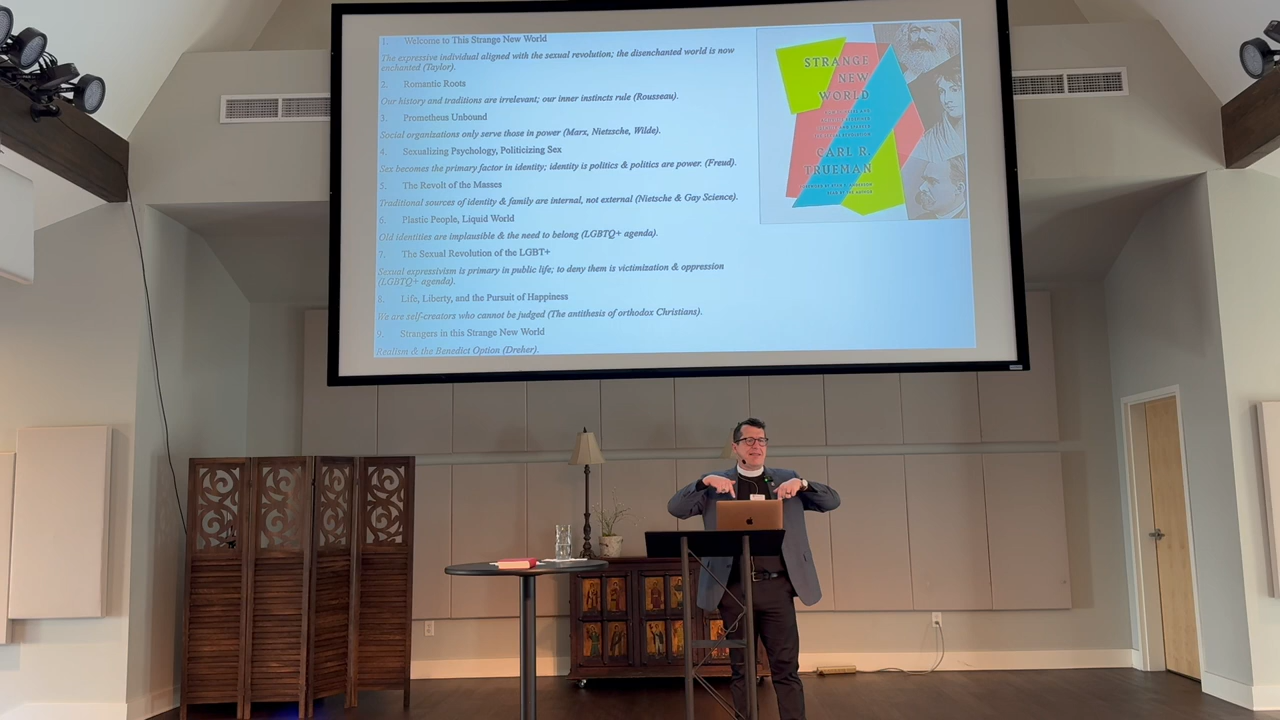 1. Welcome to This Strange New World
The expressive individual aligned with the sexual revolution; the disenchanted world is now
enchanted (Taylor).
2. Romantic Roots
Our history and traditions are irrelevant; our inner instincts rule (Rousseau).
3. Prometheus Unbound
Social organizations only serve those in power (Marx, Nietzsche, Wilde).
4. Sexualizing Psychology, Politicizing Sex
Sex becomes the primary factor in identity; identity is politics & politics are power. (Freud).
5. The Revolt of the Masses
Traditional sources of identity & family are internal, not external (Nietsche & Gay Science).
6. Plastic People, Liquid World
Old identities are implausible & the need to belong (LGBTQ+ agenda).
7. The Sexual Revolution of the LGBT+
Sexual expressivism is primary in public life; to deny them is victimization & oppression
(LGBTQ+ agenda).
8. Life, Liberty, and the Pursuit of Happiness
We are self-creators who cannot be judged (The antithesis of orthodox Christians).
9. Strangers in this Strange New World
Realism & the Benedict Option (Dreher).
STRANGE
NEW
WORLD
CARL R.
TRUEMAN